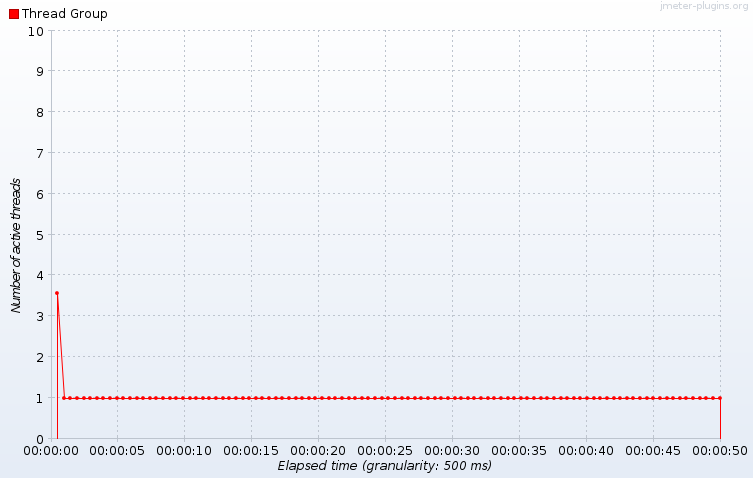 jmeter-plugins.org
Thread Group
10
9
8
7
6
5
4
3
2
1
0
Number of active threads
00:00:00 00:00:05 00:00:10 00:00:15 00:00:20 00:00:25 00:00:30 00:00:35 00:00:40 00:00:45 00:00:50
Elapsed time (granularity: 500 ms)